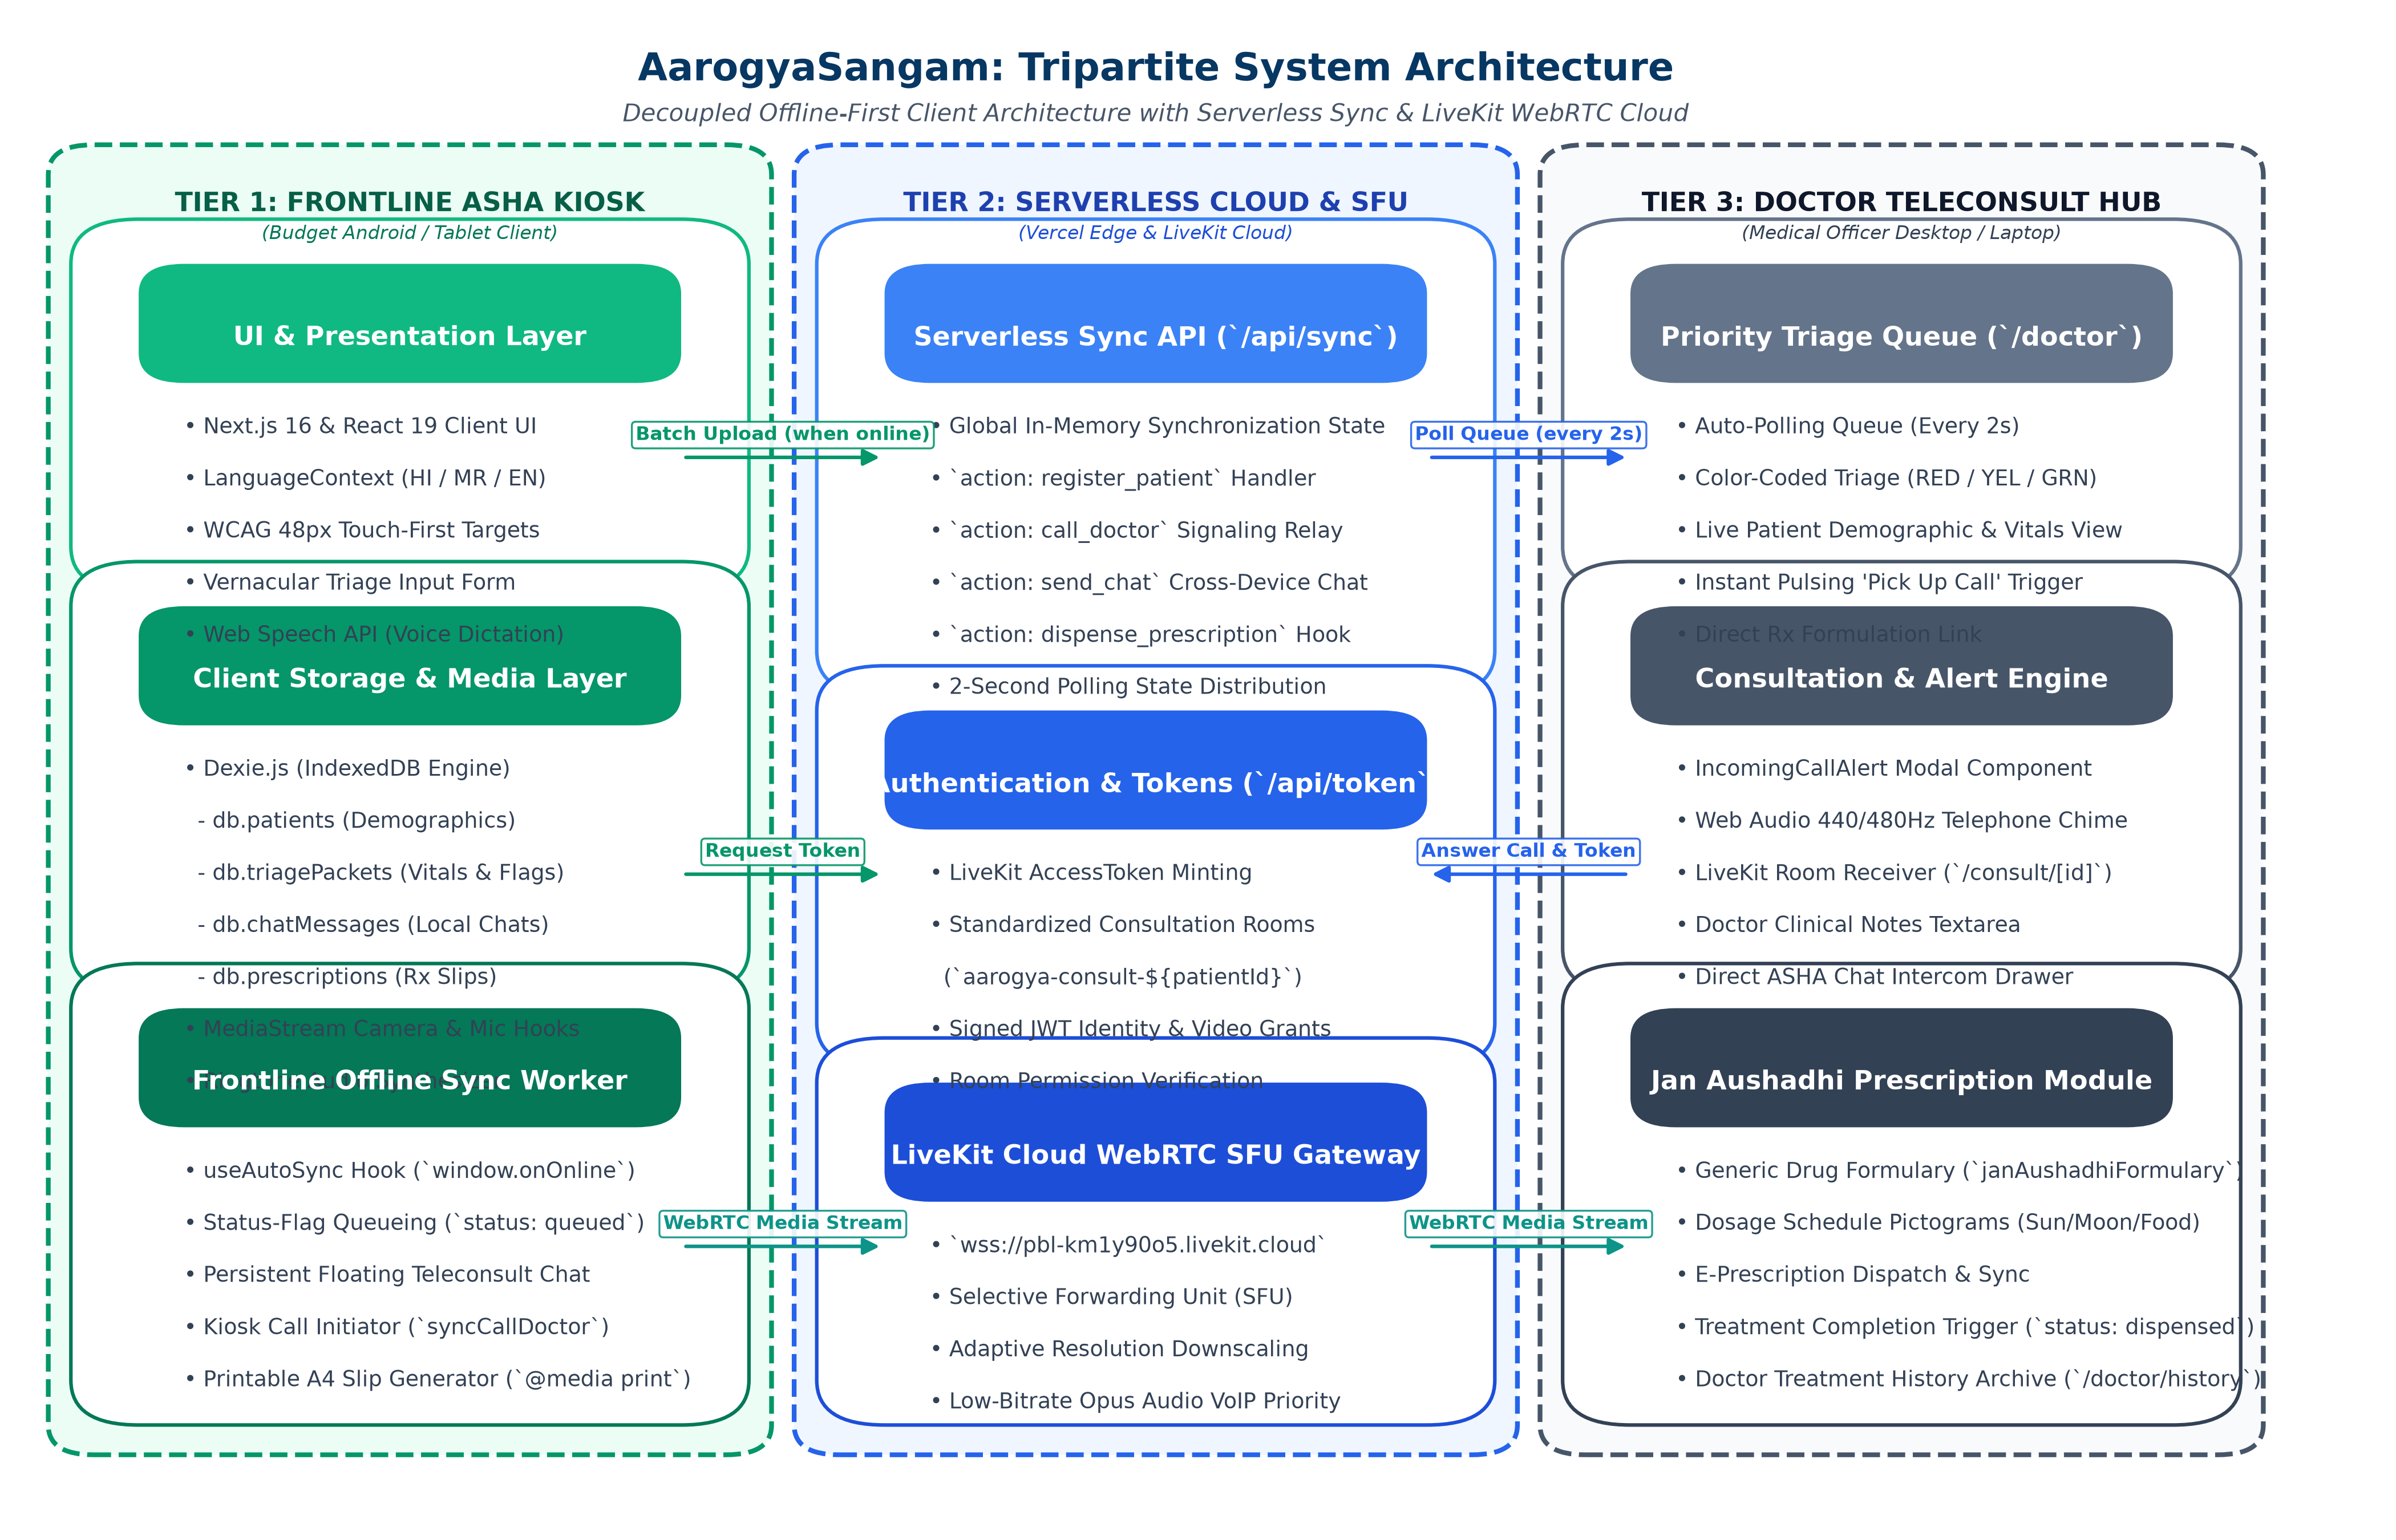 AarogyaSangam: Tripartite System Architecture
Decoupled Offline-First Client Architecture with Serverless Sync & LiveKit WebRTC Cloud
TIER 1: FRONTLINE ASHA KIOSK
(Budget Android / Tablet Client)
UI & Presentation Layer
• Next.js 16 & React 19 Client UI
• LanguageContext (HI / MR / EN)
• WCAG 48px Touch-First Targets
• Vernacular Triage Input Form
• Web Speech API (Voice Dictation)
Client Storage & Media Layer
• Dexie.js (IndexedDB Engine)
- db.patients (Demographics)
- db.triagePackets (Vitals & Flags)
- db.chatMessages (Local Chats)
- db.prescriptions (Rx Slips)
• MediaStream Camera & Mic Hooks
Frontline Offline Sync Worker
• useAutoSync Hook (`window.onOnline`)
• Status-Flag Queueing (`status: queued`)
• Persistent Floating Teleconsult Chat
• Kiosk Call Initiator (`syncCallDoctor`)
• Printable A4 Slip Generator (`@media print`)
Batch Upload (when online)
Request Token
WebRTC Media Stream
TIER 2: SERVERLESS CLOUD & SFU
(Vercel Edge & LiveKit Cloud)
Serverless Sync API (`/api/sync`)
• Global In-Memory Synchronization State
• `action: register_patient` Handler
• `action: call_doctor` Signaling Relay
• `action: send_chat` Cross-Device Chat
• `action: dispense_prescription` Hook
• 2-Second Polling State Distribution
Authentication & Tokens (`/api/token`
• LiveKit AccessToken Minting
• Standardized Consultation Rooms
(`aarogya-consult-${patientId}`)
• Signed JWT Identity & Video Grants
• Room Permission Verification
LiveKit Cloud WebRTC SFU Gateway
• `wss://pbl-km1y90o5.livekit.cloud`
• Selective Forwarding Unit (SFU)
• Adaptive Resolution Downscaling
• Low-Bitrate Opus Audio VoIP Priority
Poll Queue (every 2s)
Answer Call & Token
WebRTC Media Stream
TIER 3: DOCTOR TELECONSULT HUB
(Medical Officer Desktop / Laptop)
Priority Triage Queue (`/doctor`)
• Auto-Polling Queue (Every 2s)
• Color-Coded Triage (RED / YEL / GRN)
• Live Patient Demographic & Vitals View
• Instant Pulsing 'Pick Up Call' Trigger
• Direct Rx Formulation Link
Consultation & Alert Engine
• IncomingCallAlert Modal Component
• Web Audio 440/480Hz Telephone Chime
• LiveKit Room Receiver (`/consult/[id]`)
• Doctor Clinical Notes Textarea
• Direct ASHA Chat Intercom Drawer
Jan Aushadhi Prescription Module
• Generic Drug Formulary (`janAushadhiFormulary`)
• Dosage Schedule Pictograms (Sun/Moon/Food)
• E-Prescription Dispatch & Sync
• Treatment Completion Trigger (`status: dispensed`)
• Doctor Treatment History Archive (`/doctor/history`)